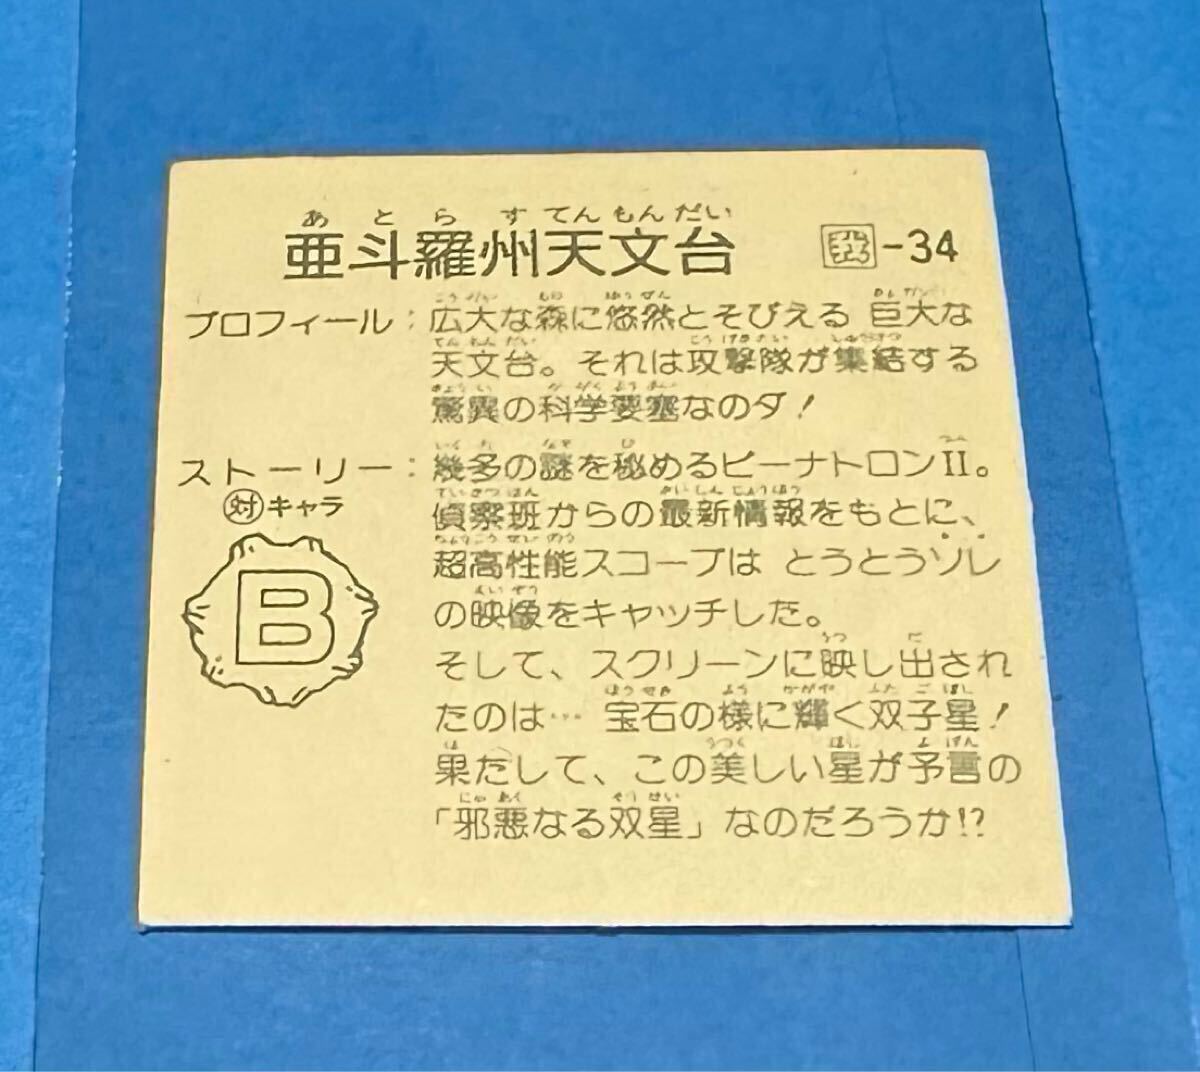 あとらすてんもんだい
亜斗羅州天文台
-34
プロフィール：広大な森に悠然とそびえる 巨大な
天文台。それは攻撃隊が集結する
驚異の科学要塞なのダ！
ストーリー：幾多の謎を秘めるピーナトロンII。
㋑対キャラ
偵察班からの最新情報をもとに、
超高性能スコープは とうとうソレ
の映像をキャッチした。
B
そして、スクリーンに映し出され
たのは… 宝石の様に輝く双子星！
果たして、この美しい星が予言の
「邪悪なる双星」なのだろうか!?